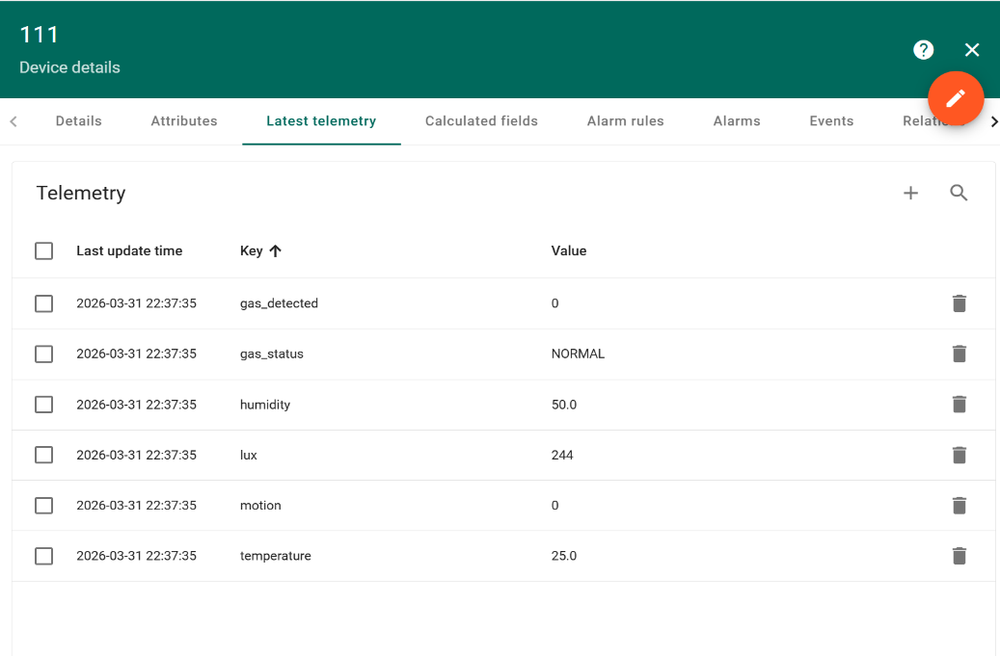 111
Device details
Details Attributes Latest telemetry Calculated fields Alarm rules Alarms Events
Telemetry
Last update time Key Value
2026-03-31 22:37:35 gas_detected 0
2026-03-31 22:37:35 gas_status NORMAL
2026-03-31 22:37:35 humidity 50.0
2026-03-31 22:37:35 lux 244
2026-03-31 22:37:35 motion 0
2026-03-31 22:37:35 temperature 25.0